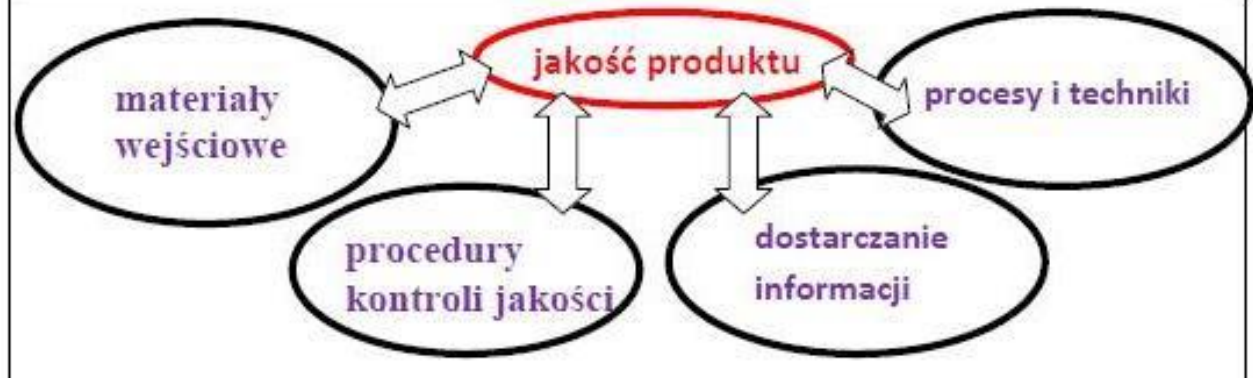 jakość produktu
materiały
wejściowe
procesy i techniki
procedury
kontroli jakości
dostarczanie
informacji